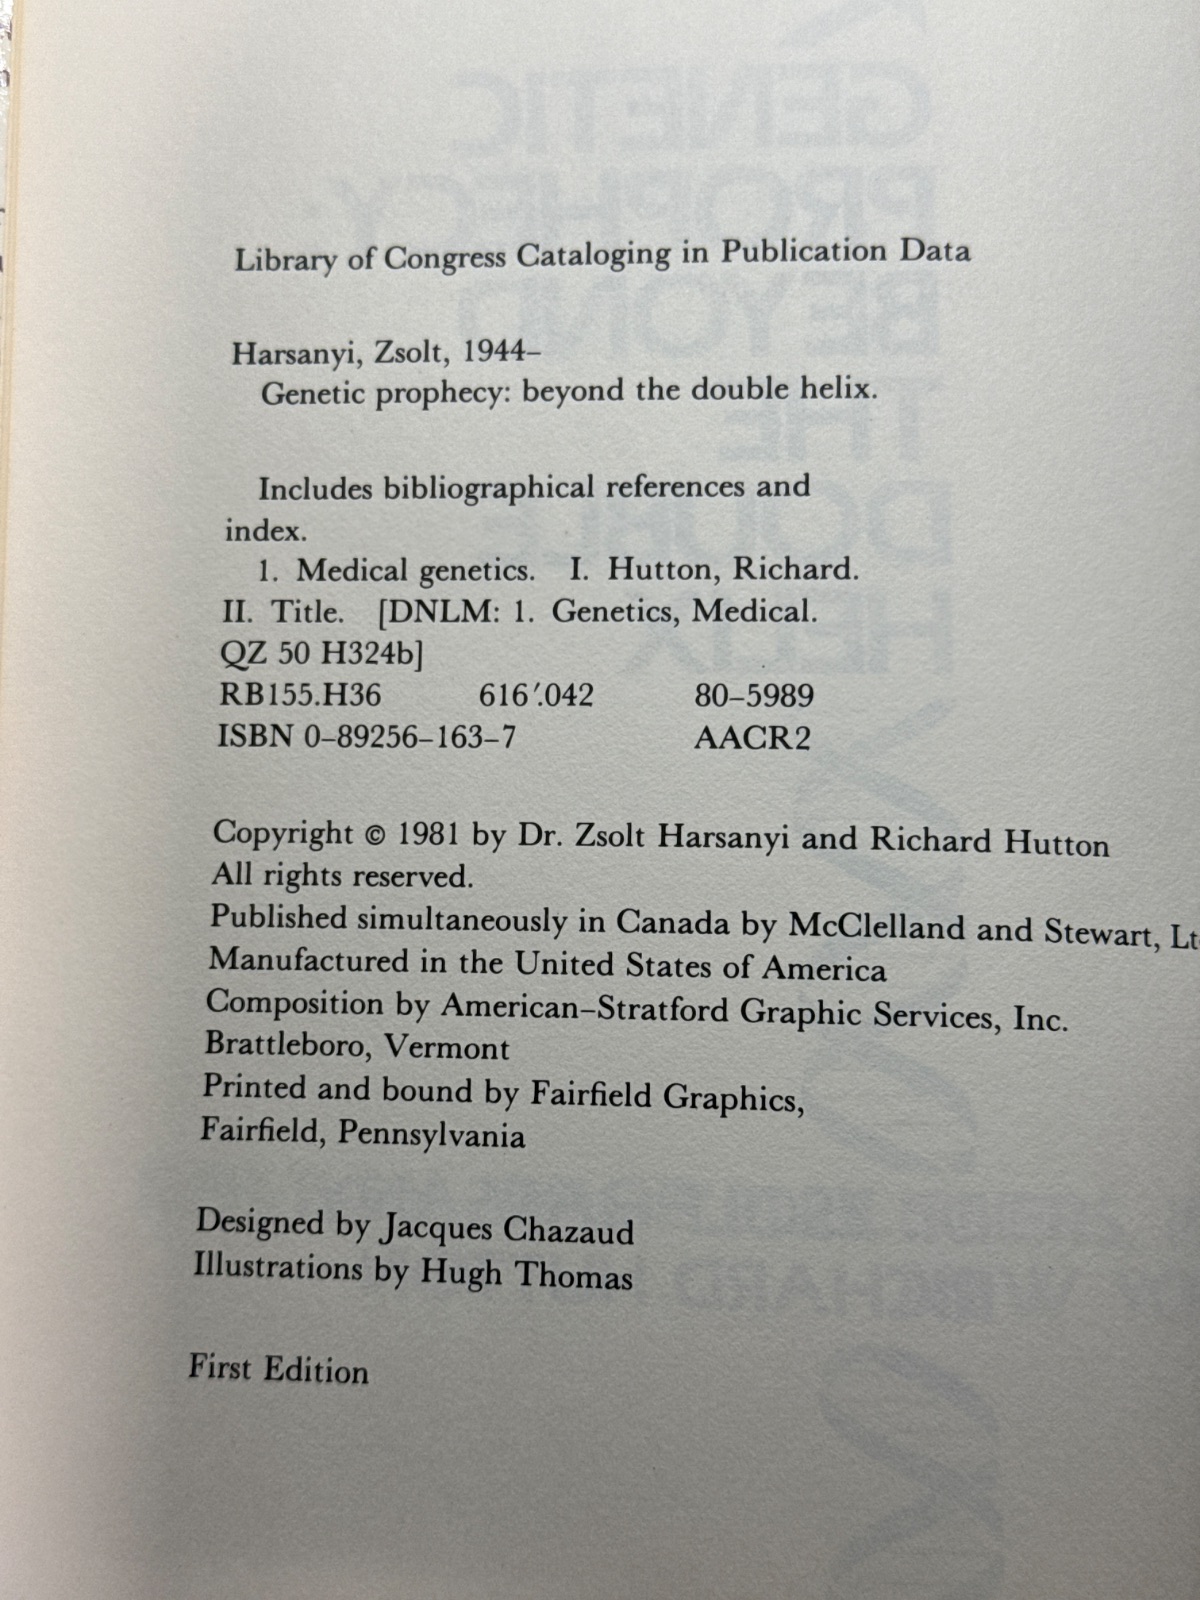 Library of Congress Cataloging in Publication Data
Harsanyi, Zsolt, 1944–
Genetic prophecy: beyond the double helix.
Includes bibliographical references and
index.
1. Medical genetics. I. Hutton, Richard.
II. Title. [DNLM: 1. Genetics, Medical.
QZ 50 H324b]
RB155.H36 616′.042 80–5989
ISBN 0–89256–163–7 AACR2
Copyright © 1981 by Dr. Zsolt Harsanyi and Richard Hutton
All rights reserved.
Published simultaneously in Canada by McClelland and Stewart, Lt
Manufactured in the United States of America
Composition by American–Stratford Graphic Services, Inc.
Brattleboro, Vermont
Printed and bound by Fairfield Graphics,
Fairfield, Pennsylvania
Designed by Jacques Chazaud
Illustrations by Hugh Thomas
First Edition